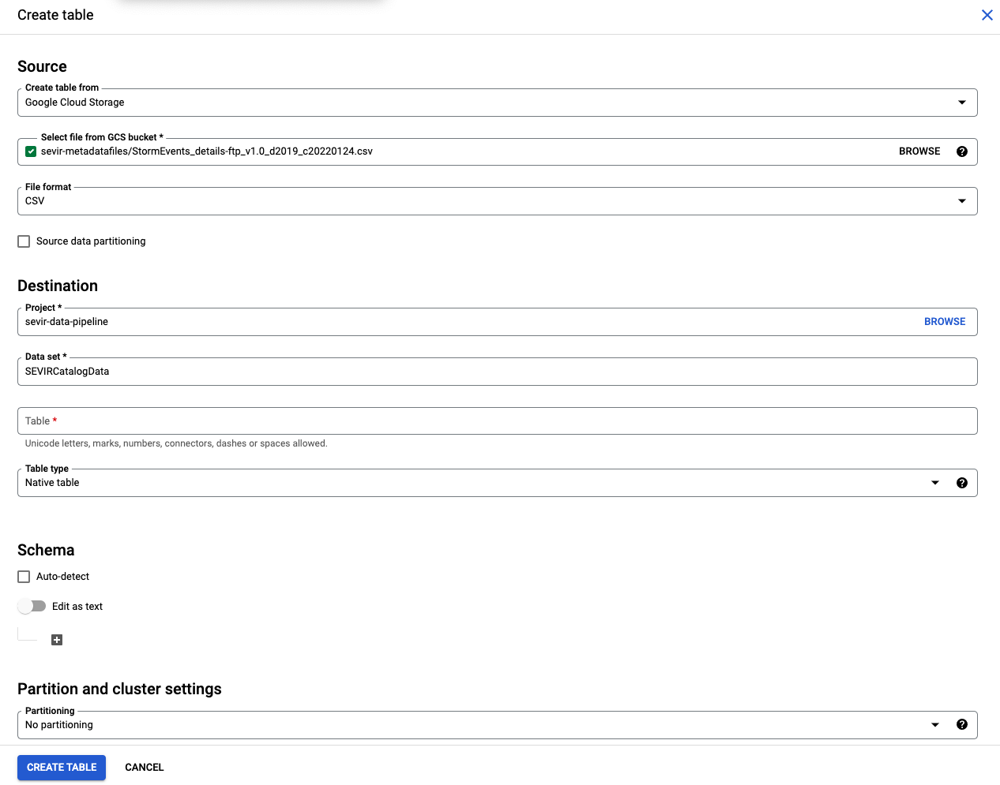 Create table
Source
Create table from
Google Cloud Storage
Select file from GCS bucket *
sevir-metadatafiles/StormEvents_details-ftp_v1.0_d2019_c20220124.csv BROWSE
File format
CSV
Source data partitioning
Destination
Project *
sevir-data-pipeline BROWSE
Data set *
SEVIRCatalogData
Table *
Unicode letters, marks, numbers, connectors, dashes or spaces allowed.
Table type
Native table
Schema
Auto-detect
Edit as text
Partition and cluster settings
Partitioning
No partitioning
CREATE TABLE CANCEL